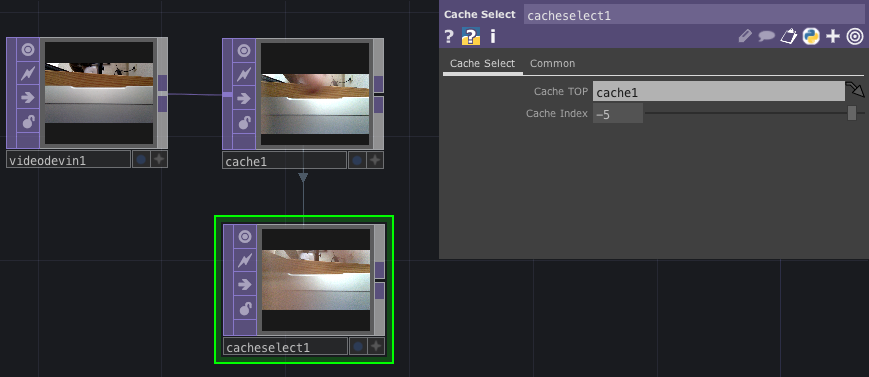 Cache Select cacheselect1
? ? i
Cache Select Common
Cache TOP cache1
Cache Index -5
videodevin1
cache1
cacheselect1